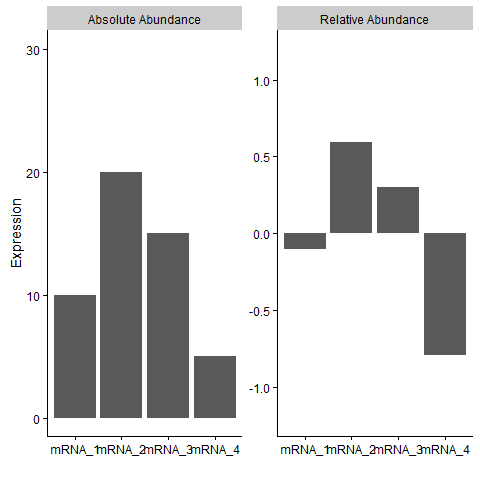 Absolute Abundance
Relative Abundance
Expression
30
20
10
0
1.0
0.5
0.0
-0.5
-1.0
mRNA_1 mRNA_2 mRNA_3 mRNA_4
mRNA_1 mRNA_2 mRNA_3 mRNA_4